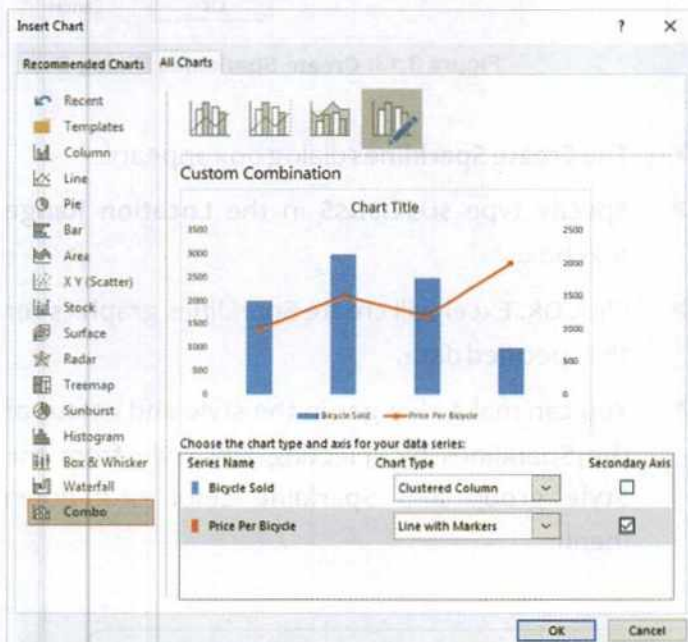 Insert Chart ? ×
Recommended Charts All Charts
Recent
Templates
Column
Line
Pie
Bar
Area
X Y (Scatter)
Stock
Surface
Radar
Treemap
Sunburst
Histogram
Box & Whisker
Waterfall
Combo
Custom Combination
Chart Title
3500
3000
2500
2000
1500
1000
500
0
2500
2000
1500
1000
500
0
Bicycle Sold Price Per Bicycle
Choose the chart type and axis for your data series:
Series Name Chart Type Secondary Axis
Bicycle Sold Clustered Column
Price Per Bicycle Line with Markers
OK Cancel